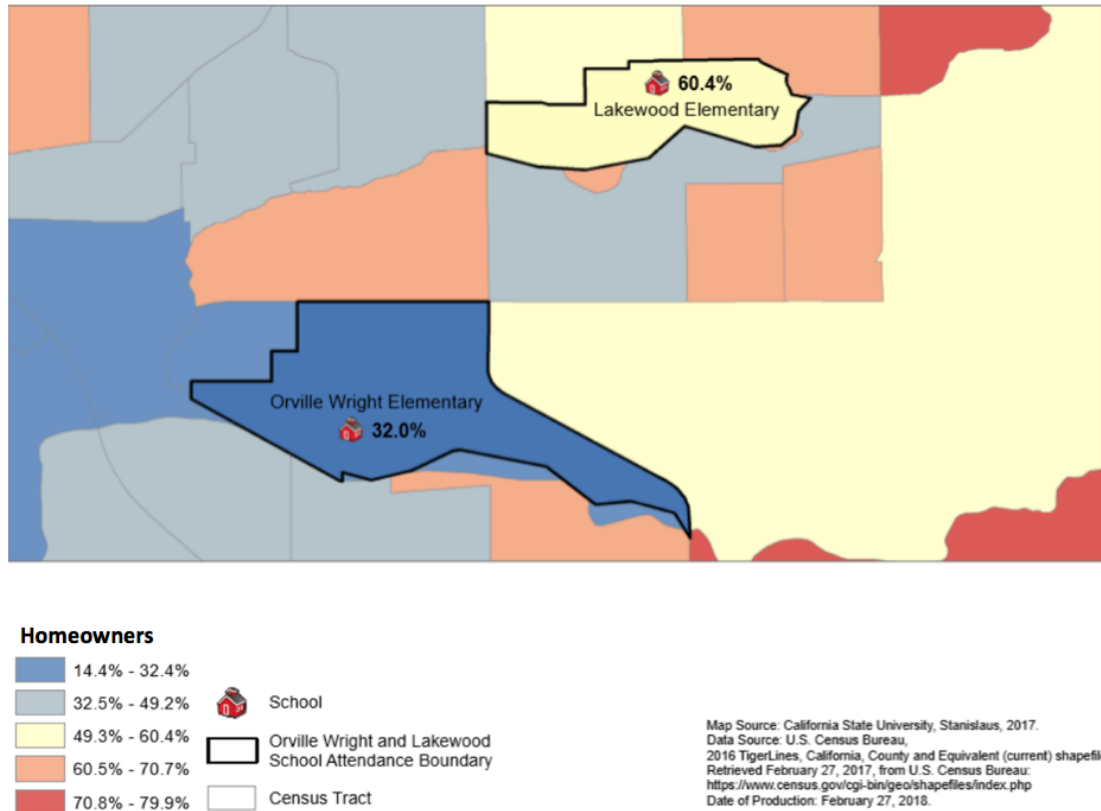 60.4%
Lakewood Elementary
Orville Wright Elementary
32.0%
Homeowners
14.4% - 32.4%
32.5% - 49.2%
49.3% - 60.4%
60.5% - 70.7%
70.8% - 79.9%
School
Orville Wright and Lakewood
School Attendance Boundary
Census Tract
Map Source: California State University, Stanislaus, 2017.
Data Source: U.S. Census Bureau,
2016 TigerLines, California, County and Equivalent (current) shapefile
Retrieved February 27, 2017, from U.S. Census Bureau:
https://www.census.gov/cgi-bin/geo/shapefiles/index.php
Date of Production: February 27, 2018.